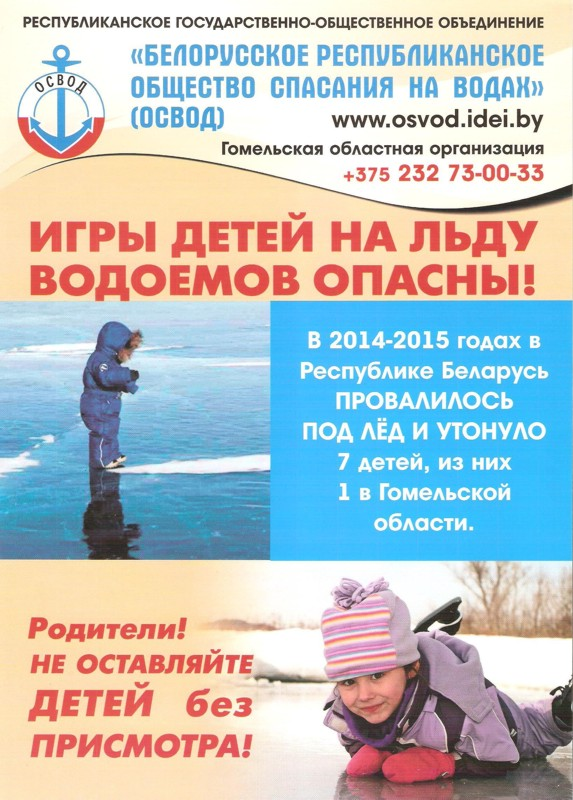 РЕСПУБЛИКАНСКОЕ ГОСУДАРСТВЕННО-ОБЩЕСТВЕННОЕ ОБЪЕДИНЕНИЕ
ОСВОД
«БЕЛОРУССКОЕ РЕСПУБЛИКАНСКОЕ
ОБЩЕСТВО СПАСАНИЯ НА ВОДАХ»
(ОСВОД) www.osvod.idei.by
Гомельская областная организация
+375 232 73-00-33
ИГРЫ ДЕТЕЙ НА ЛЬДУ
ВОДОЕМОВ ОПАСНЫ!
В 2014-2015 годах в
Республике Беларусь
ПРОВАЛИЛОСЬ
ПОД ЛЁД И УТОНУЛО
7 детей, из них
1 в Гомельской
области.
Родители!
НЕ ОСТАВЛЯЙТЕ
ДЕТЕЙ без
ПРИСМОТРА!